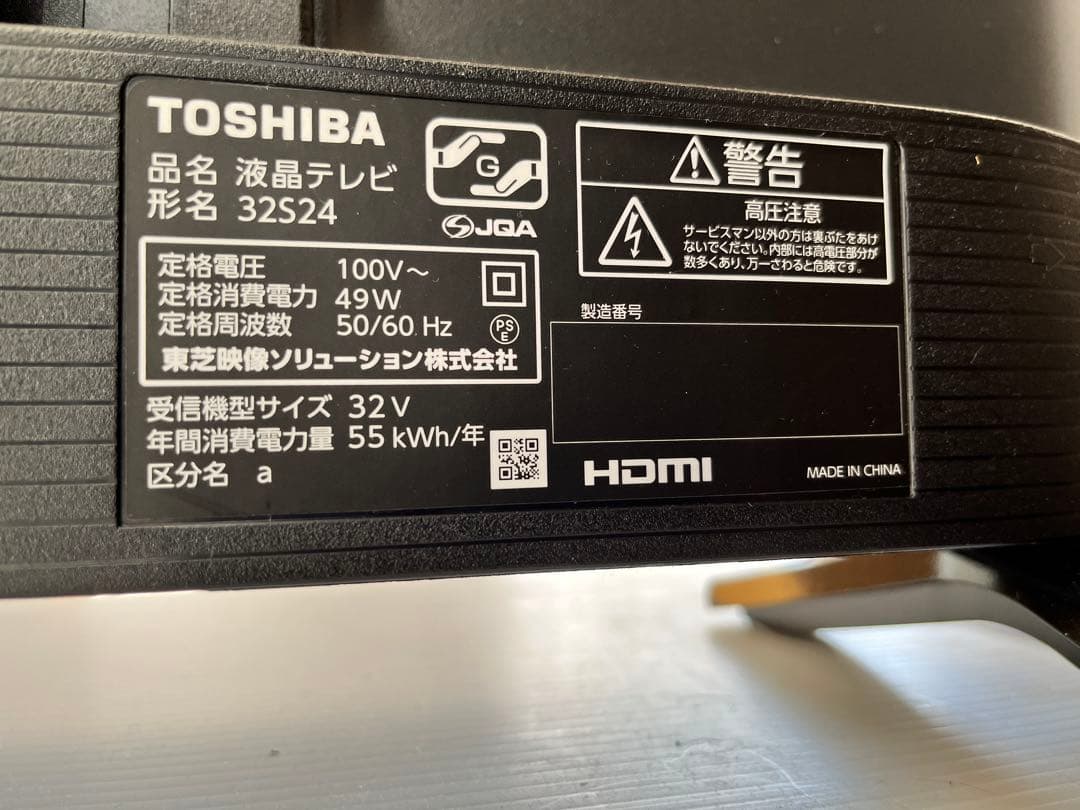 TOSHIBA
品名 液晶テレビ
形名 32S24
G
JQA
定格電圧 100V～
定格消費電力 49W
定格周波数 50/60 Hz
PS
E
東芝映像ソリューション株式会社
受信機型サイズ 32V
年間消費電力量 55kWh/年
区分名 a
警告
高圧注意
サービスマン以外の方は裏ぶたをあけ
ないでください。内部には高電圧部分が
数多くあり、万一さわると危険です。
製造番号
HDMI
MADE IN CHINA